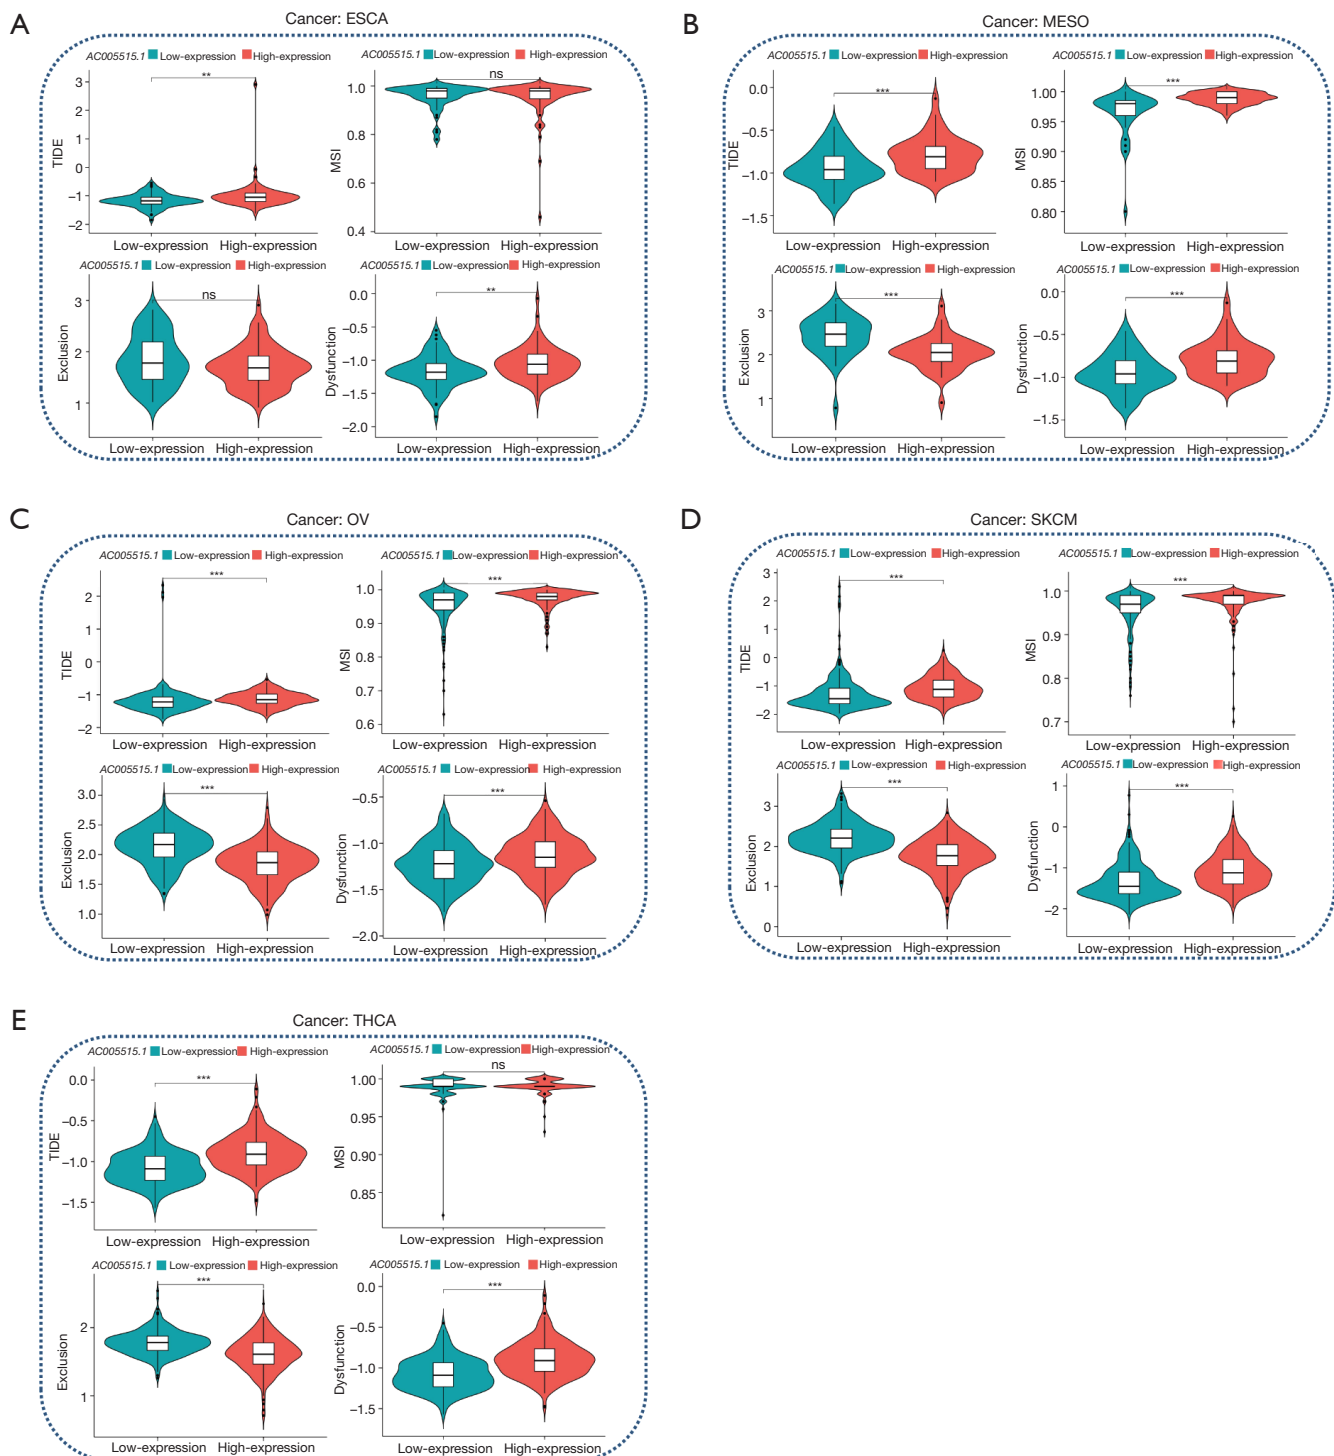 A
Cancer: ESCA
AC005515.1 Low-expression High-expression
TIDE
3
2
1
0
−1
−2
**
Low-expression High-expression
AC005515.1 Low-expression High-expression
MSI
1.0
0.8
0.6
0.4
ns
Low-expression High-expression
AC005515.1 Low-expression High-expression
Exclusion
3
2
1
ns
Low-expression High-expression
AC005515.1 Low-expression High-expression
Dysfunction
0.0
−0.5
−1.0
−1.5
−2.0
**
Low-expression High-expression
B
Cancer: MESO
AC005515.1 Low-expression High-expression
TIDE
0.0
−0.5
−1.0
−1.5
***
Low-expression High-expression
AC005515.1 Low-expression High-expression
MSI
1.00
0.95
0.90
0.85
0.80
***
Low-expression High-expression
AC005515.1 Low-expression High-expression
Exclusion
3
2
1
***
Low-expression High-expression
AC005515.1 Low-expression High-expression
Dysfunction
0.0
−0.5
−1.0
−1.5
***
Low-expression High-expression
C
Cancer: OV
AC005515.1 Low-expression High-expression
TIDE
2
1
0
−1
−2
***
Low-expression High-expression
AC005515.1 Low-expression High-expression
MSI
1.0
0.9
0.8
0.7
0.6
***
Low-expression High-expression
AC005515.1 Low-expression High-expression
Exclusion
3.0
2.5
2.0
1.5
1.0
***
Low-expression High-expression
AC005515.1 Low-expression High-expression
Dysfunction
−0.5
−1.0
−1.5
−2.0
***
Low-expression High-expression
D
Cancer: SKCM
AC005515.1 Low-expression High-expression
TIDE
3
2
1
0
−1
−2
***
Low-expression High-expression
AC005515.1 Low-expression High-expression
MSI
1.0
0.9
0.8
0.7
***
Low-expression High-expression
AC005515.1 Low-expression High-expression
Exclusion
3
2
1
0
***
Low-expression High-expression
AC005515.1 Low-expression High-expression
Dysfunction
1
0
−1
−2
***
Low-expression High-expression
E
Cancer: THCA
AC005515.1 Low-expression High-expression
TIDE
0.0
−0.5
−1.0
−1.5
***
Low-expression High-expression
AC005515.1 Low-expression High-expression
MSI
1.00
0.95
0.90
0.85
ns
Low-expression High-expression
AC005515.1 Low-expression High-expression
Exclusion
2
1
***
Low-expression High-expression
AC005515.1 Low-expression High-expression
Dysfunction
0.0
−0.5
−1.0
−1.5
***
Low-expression High-expression